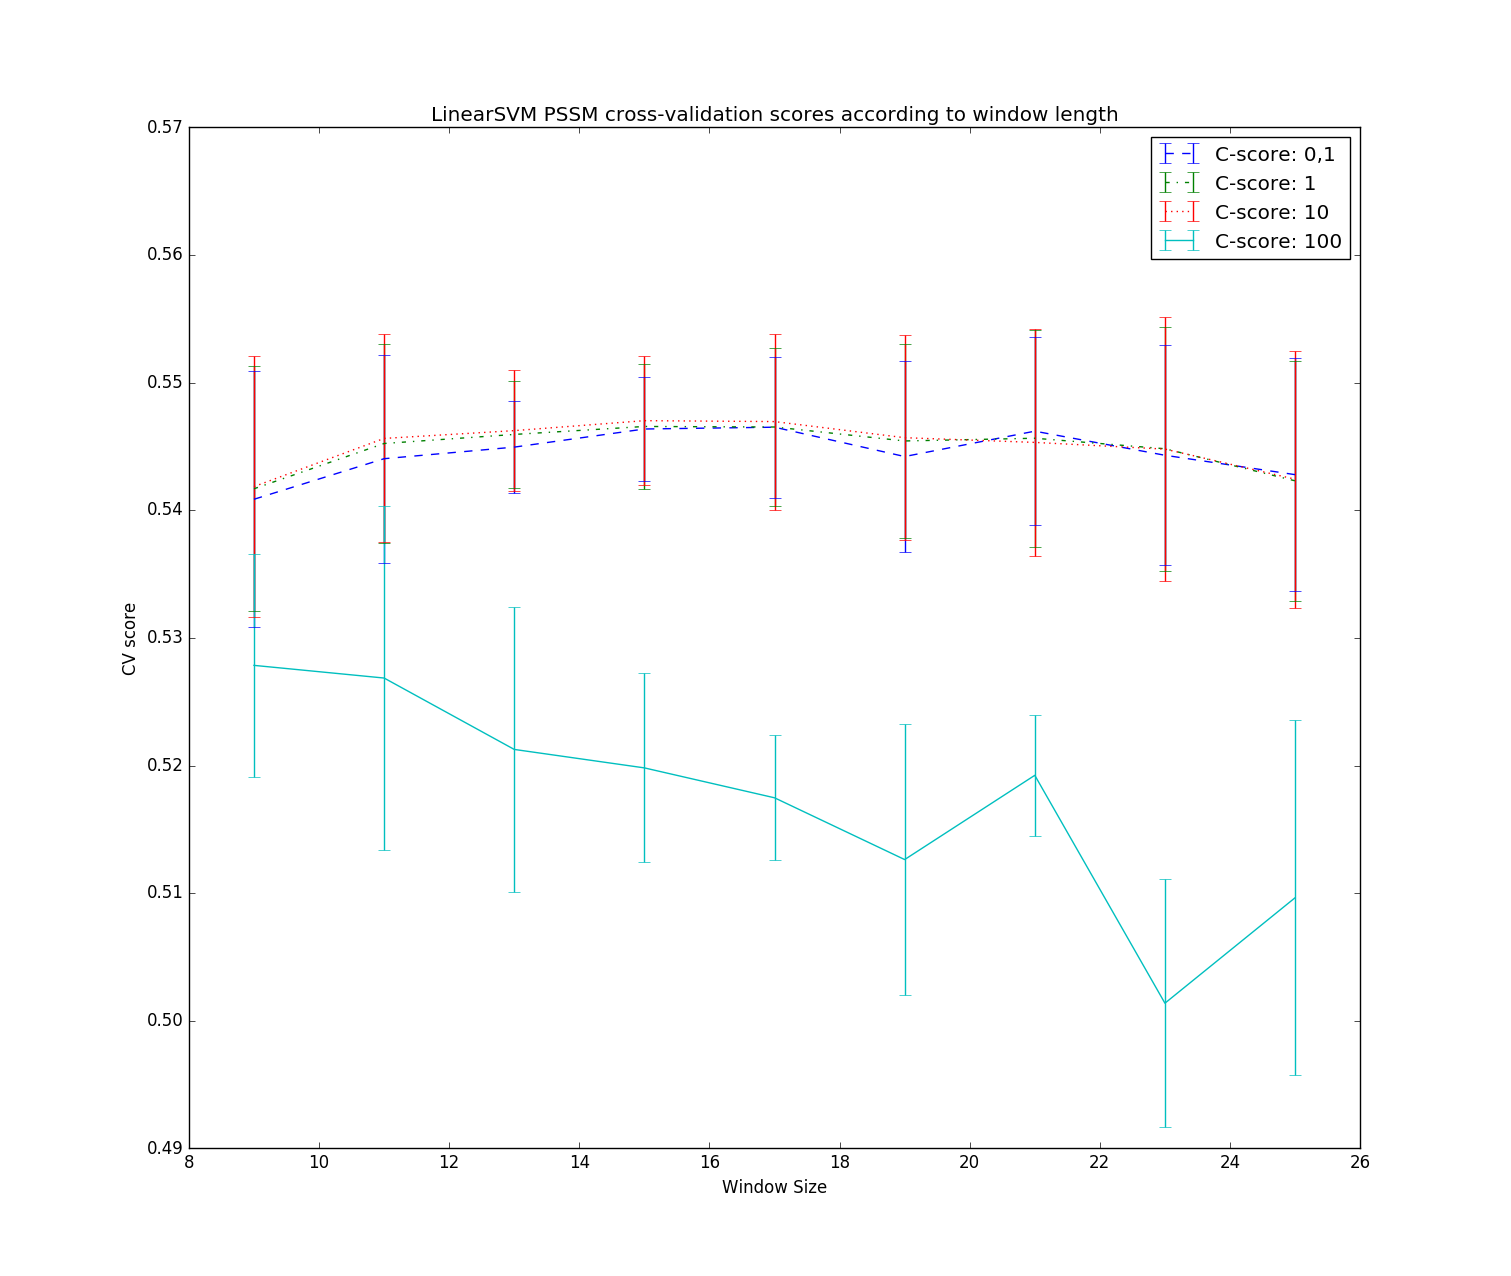 LinearSVM PSSM cross-validation scores according to window length
0.57
0.56
0.55
0.54
0.53
0.52
0.51
0.50
0.49
CV score
C-score: 0,1
C-score: 1
C-score: 10
C-score: 100
8 10 12 14 16 18 20 22 24 26
Window Size